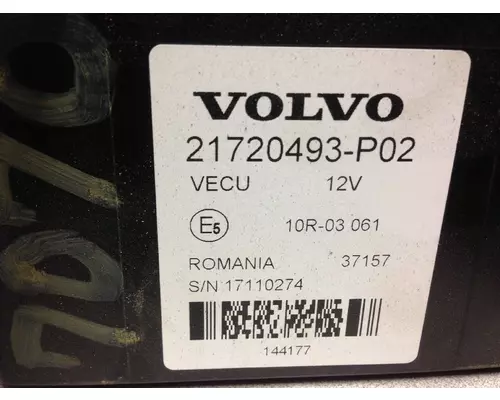 VOLVO
21720493-P02
VECU 12V
E5 10R-03 061
ROMANIA 37157
S/N 17110274
144177